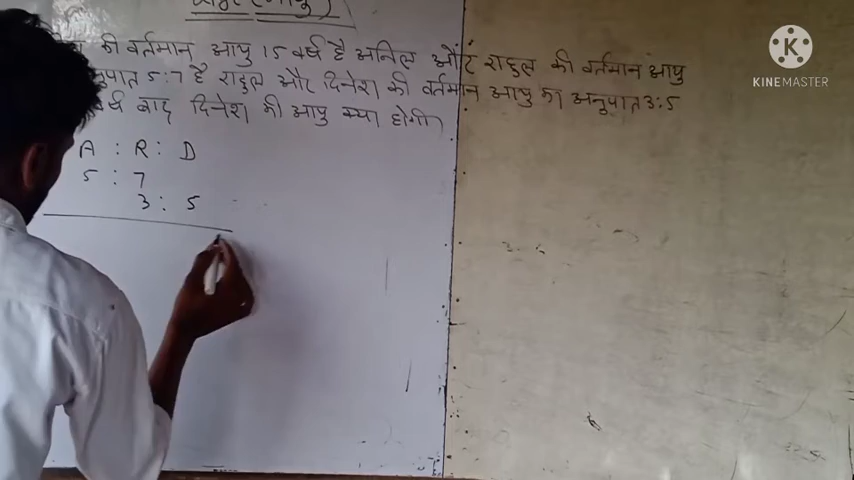 की वर्तमान आयु 15 वर्ष है अनिल और राहुल की वर्तमान आयु
अनुपात 5:7 है राहुल और दिनेश की वर्तमान आयु का अनुपात 3:5
वर्ष बाद दिनेश की आयु क्या होगी
A : R : D
5 : 7
3 : 5
KINEMASTER